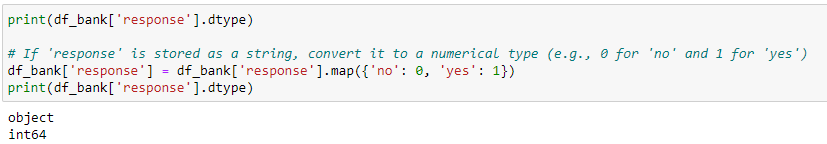 print(df_bank['response'].dtype)
# If 'response' is stored as a string, convert it to a numerical type (e.g., 0 for 'no' and 1 for 'yes')
df_bank['response'] = df_bank['response'].map({'no': 0, 'yes': 1})
print(df_bank['response'].dtype)
object
int64